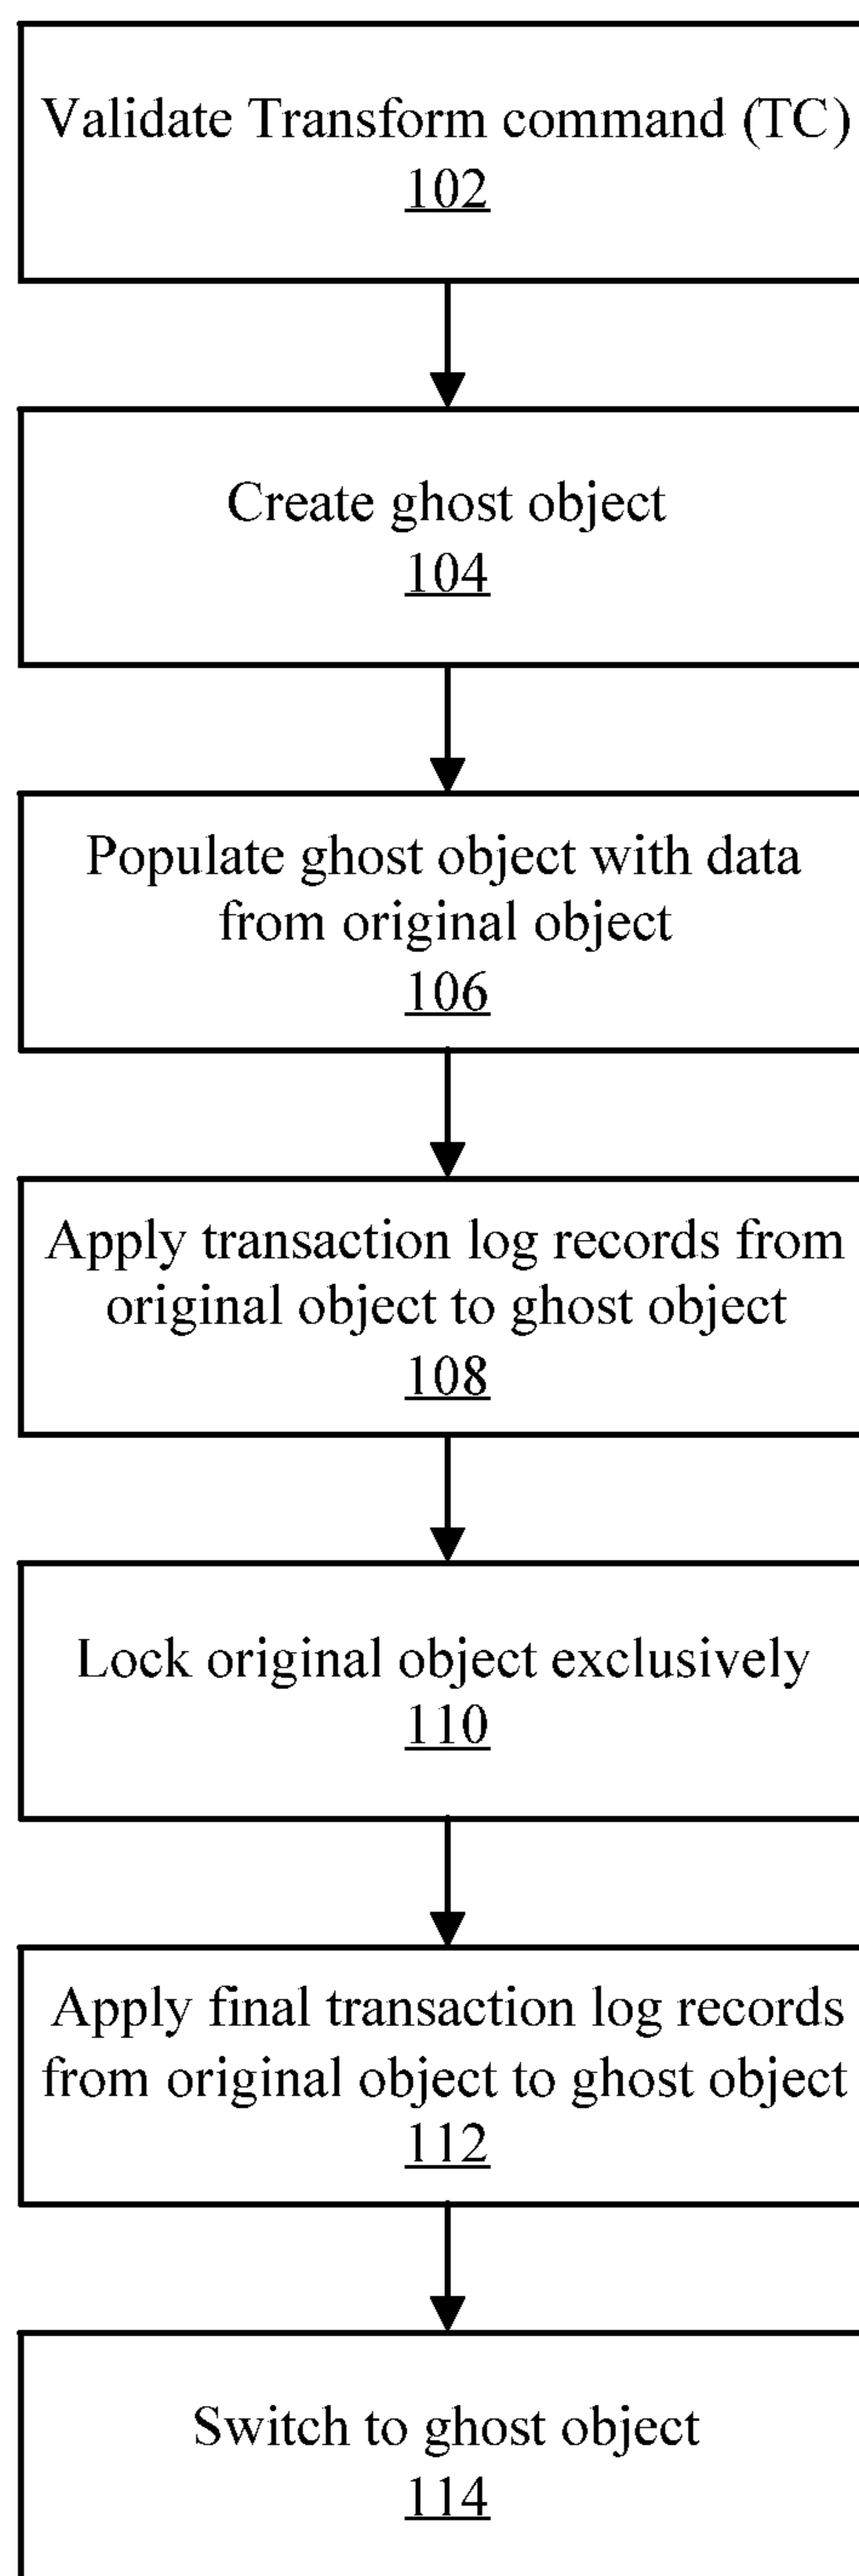 Validate Transform command (TC)
102
Create ghost object
104
Populate ghost object with data
from original object
106
Apply transaction log records from
original object to ghost object
108
Lock original object exclusively
110
Apply final transaction log records
from original object to ghost object
112
Switch to ghost object
114